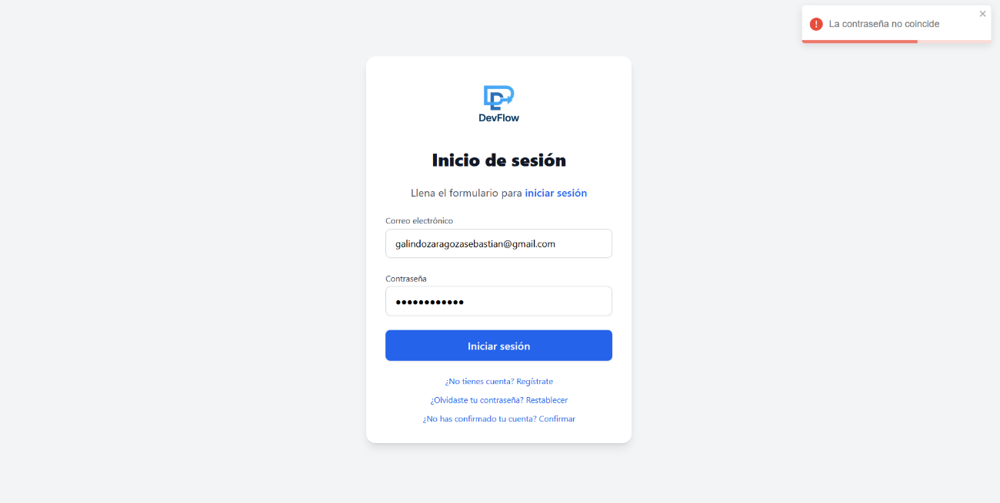 La contraseña no coincide
DevFlow
Inicio de sesión
Llena el formulario para iniciar sesión
Correo electrónico
galindozaragozasebastian@gmail.com
Contraseña
••••••••••••
Iniciar sesión
¿No tienes cuenta? Regístrate
¿Olvidaste tu contraseña? Restablecer
¿No has confirmado tu cuenta? Confirmar